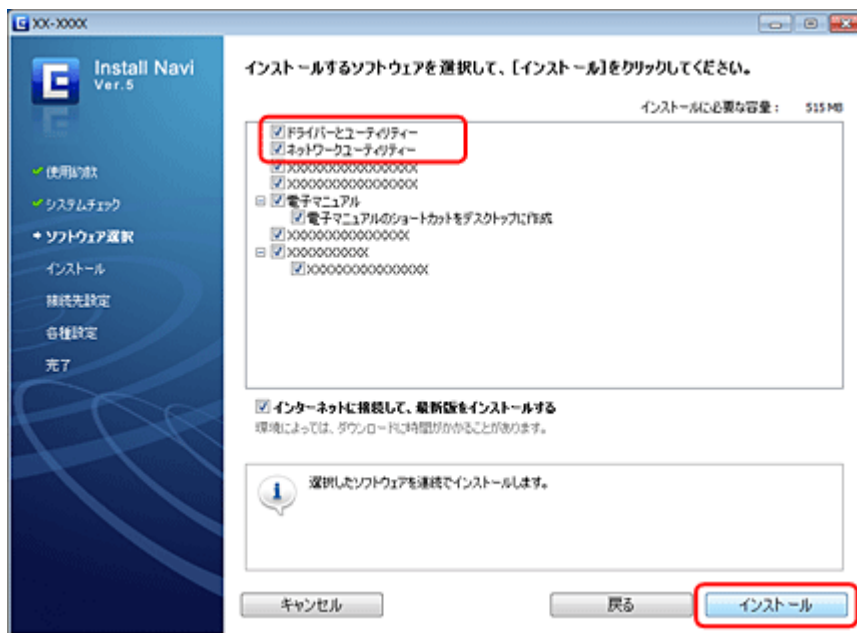 XX-XXXX
Install Navi
Ver.5
使用約款
システムチェック
ソフトウェア選択
インストール
接続先設定
各種設定
完了
インストールするソフトウェアを選択して、[インストール]をクリックしてください。
インストールに必要な容量： 515 MB
ドライバーとユーティリティー
ネットワークユーティリティー
XXXXXXXXXXXXXXXXX
XXXXXXXXXXXXXXXXX
電子マニュアル
電子マニュアルのショートカットをデスクトップに作成
XXXXXXXXXXXXXXXX
XXXXXXXXXXX
XXXXXXXXXXXXXXXX
インターネットに接続して、最新版をインストールする
環境によっては、ダウンロードに時間がかかることがあります。
選択したソフトウェアを連続でインストールします。
キャンセル
戻る
インストール